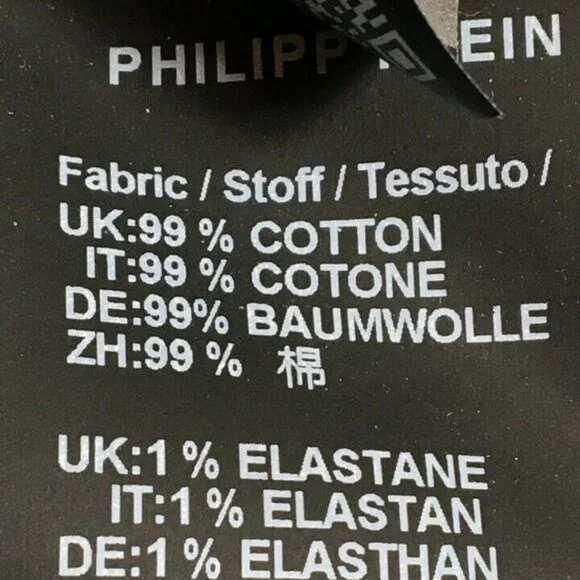 PHILIPP
Fabric / Stoff / Tessuto /
UK:99 % COTTON
IT:99 % COTONE
DE:99% BAUMWOLLE
ZH:99 % 棉
UK:1 % ELASTANE
IT:1 % ELASTAN
DE:1 % ELASTHAN